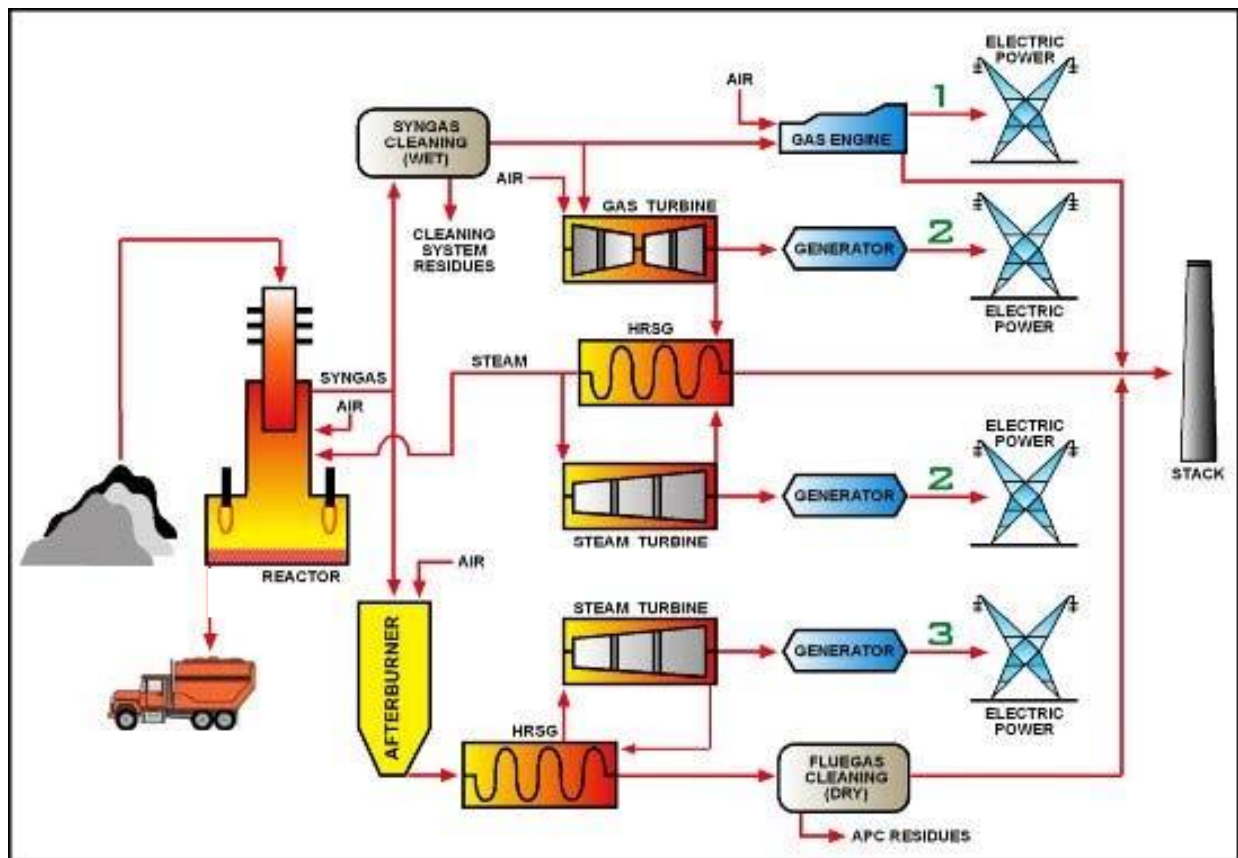 ELECTRIC
POWER
AIR
1
SYNGAS
CLEANING
(WET)
GAS ENGINE
AIR
GAS TURBINE
CLEANING
SYSTEM
RESIDUES
GENERATOR
2
ELECTRIC
POWER
HRSG
STEAM
SYNGAS
AIR
ELECTRIC
POWER
STACK
GENERATOR
2
STEAM TURBINE
AIR
REACTOR
STEAM TURBINE
AFTERBURNER
GENERATOR
3
ELECTRIC
POWER
HRSG
FLUEGAS
CLEANING
(DRY)
APC RESIDUES